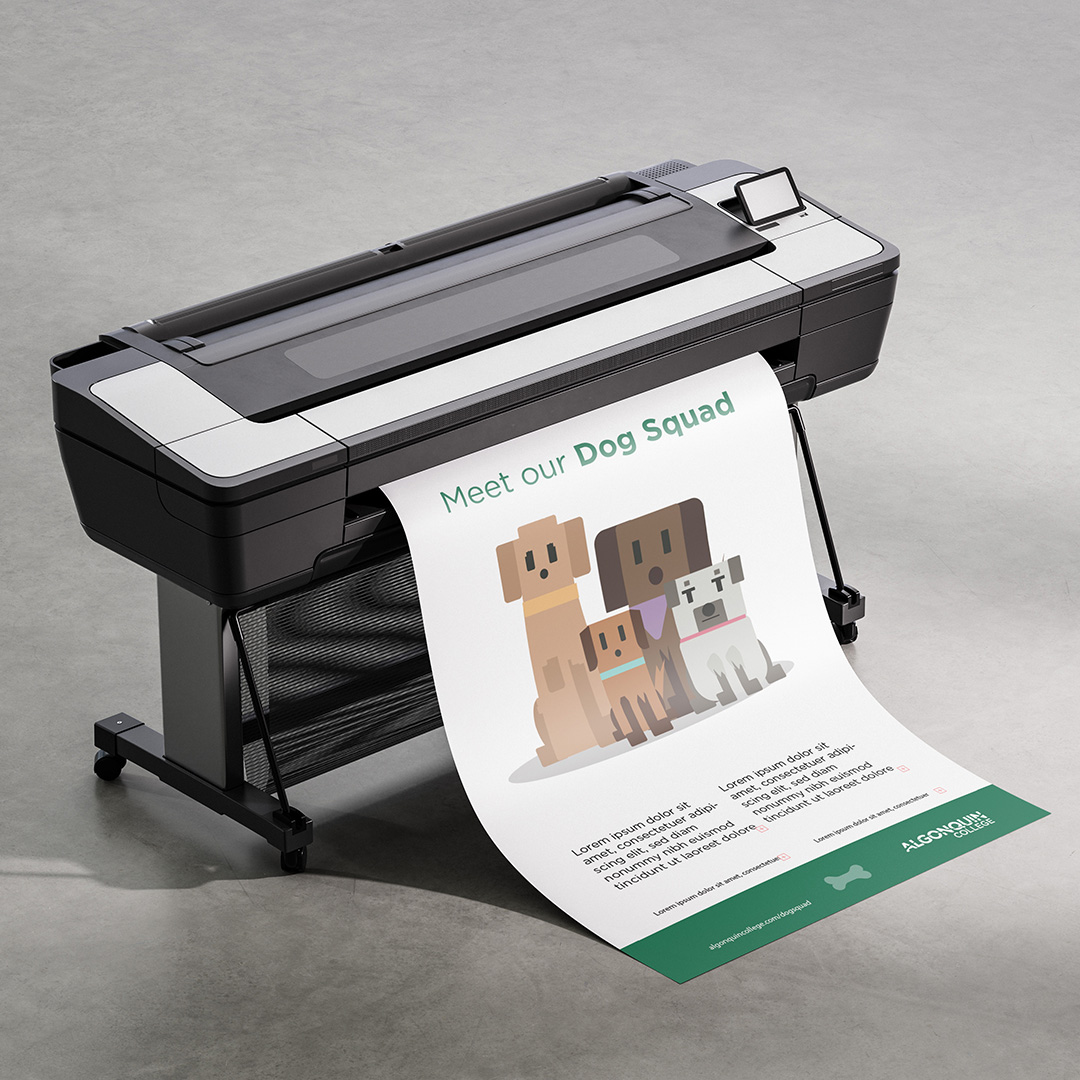 Meet our Dog Squad
Lorem ipsum dolor sit
amet, consectetuer adipi-
scing elit, sed diam
nonummy nibh euismod
tincidunt ut laoreet dolore
Lorem ipsum dolor sit amet, consectetuer
Lorem ipsum dolor sit
amet, consectetuer adipi-
scing elit, sed diam
nonummy nibh euismod
tincidunt ut laoreet dolore
Lorem ipsum dolor sit amet, consectetuer
algonquincollege.com/dogsquad
ALGONQUIN
COLLEGE